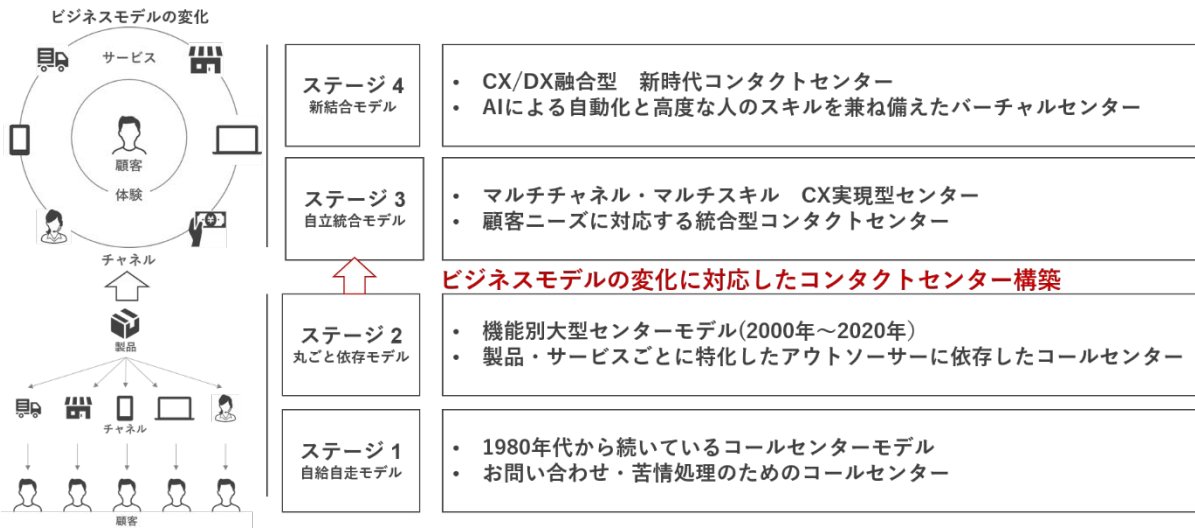 ビジネスモデルの変化
サービス
顧客
体験
チャネル
製品
チャネル
顧客
ステージ 4
新結合モデル
• CX/DX融合型　新時代コンタクトセンター
• AIによる自動化と高度な人のスキルを兼ね備えたバーチャルセンター
ステージ 3
自立統合モデル
• マルチチャネル・マルチスキル　CX実現型センター
• 顧客ニーズに対応する統合型コンタクトセンター
ビジネスモデルの変化に対応したコンタクトセンター構築
ステージ 2
丸ごと依存モデル
• 機能別大型センターモデル(2000年～2020年)
• 製品・サービスごとに特化したアウトソーサーに依存したコールセンター
ステージ 1
自給自走モデル
• 1980年代から続いているコールセンターモデル
• お問い合わせ・苦情処理のためのコールセンター